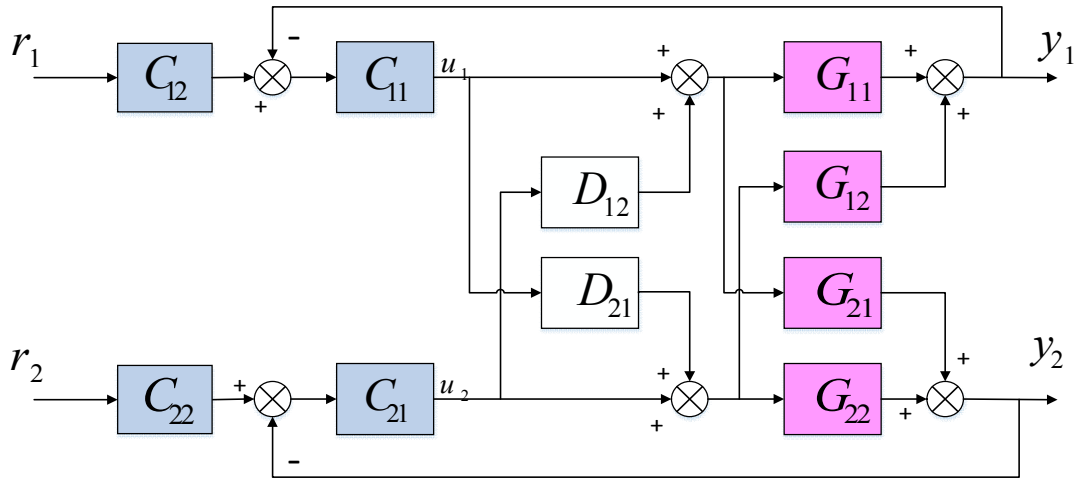 -
r₁ C₁₂ + C₁₁ u₁ + + G₁₁ + + y₁
D₁₂ G₁₂
D₂₁ G₂₁
r₂ C₂₂ + C₂₁ u₂ + + G₂₂ + + y₂
-